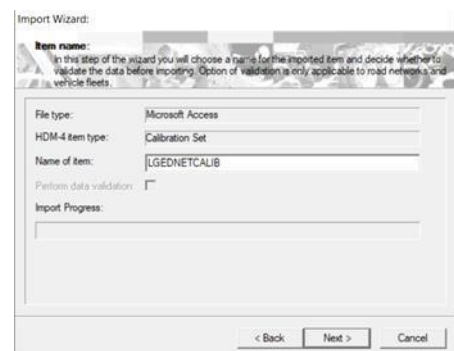 Import Wizard:
Item name:
In this step of the wizard you will choose a name for the imported item and decide whether to
validate the data before importing. Option of validation is only applicable to road networks and
vehicle fleets.
File type: Microsoft Access
HDM-4 item type: Calibration Set
Name of item: LGEDNETCALIB
Perform data validation:
Import Progress:
< Back Next > Cancel